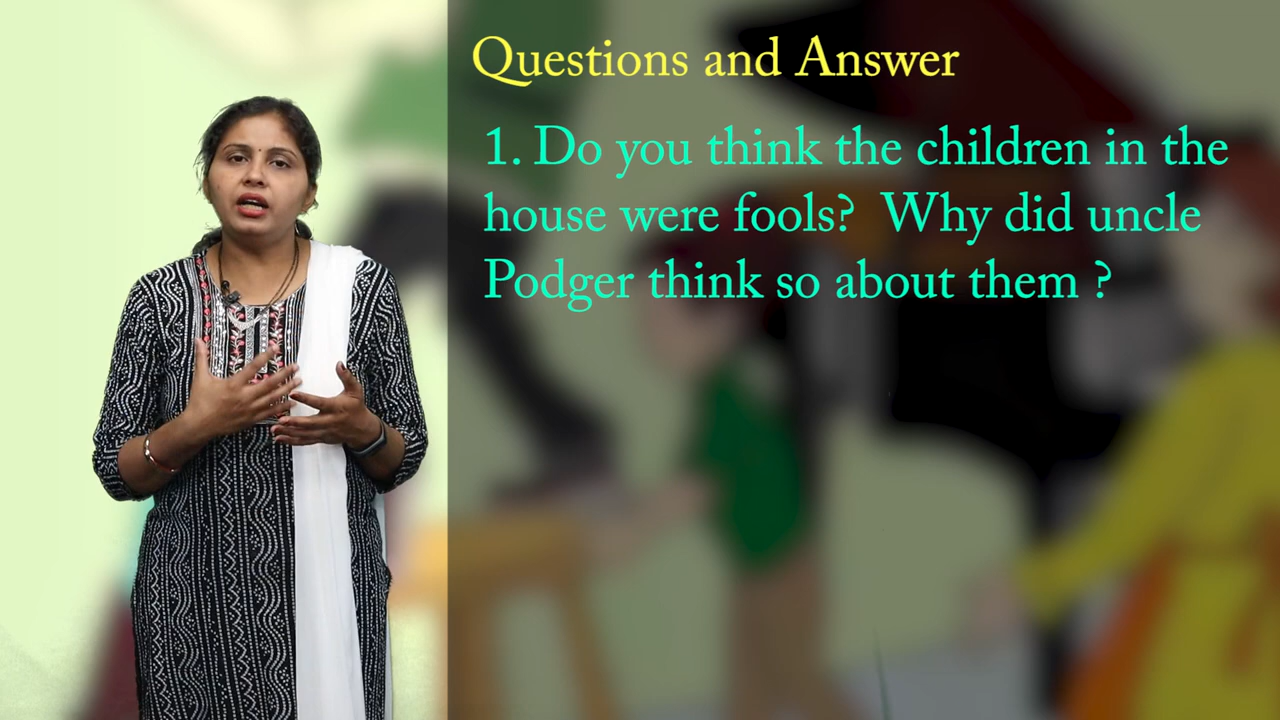 Questions and Answer
1. Do you think the children in the
house were fools?  Why did uncle
Podger think so about them ?